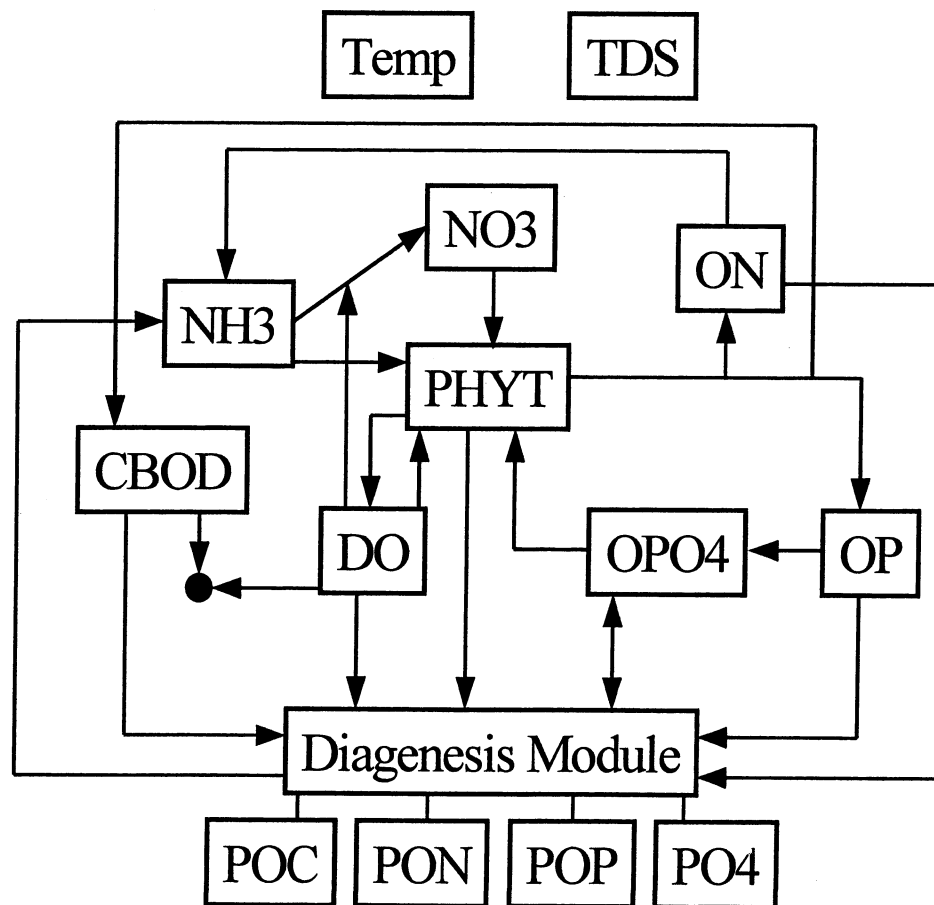 Temp
TDS
NO3
ON
NH3
PHYT
CBOD
DO
OPO4
OP
Diagenesis Module
POC
PON
POP
PO4